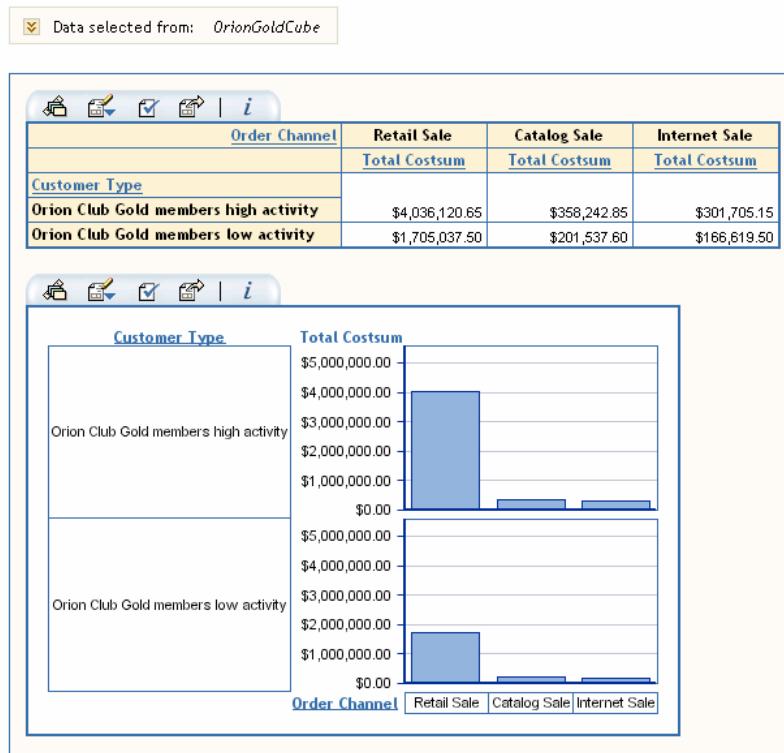 Data selected from: OrionGoldCube
i
Order Channel Retail Sale Catalog Sale Internet Sale
Total Costsum Total Costsum Total Costsum
Customer Type
Orion Club Gold members high activity $4,036,120.65 $358,242.85 $301,705.15
Orion Club Gold members low activity $1,705,037.50 $201,537.60 $166,619.50
i
Customer Type Total Costsum
$5,000,000.00
$4,000,000.00
Orion Club Gold members high activity $3,000,000.00
$2,000,000.00
$1,000,000.00
$0.00
$5,000,000.00
$4,000,000.00
Orion Club Gold members low activity $3,000,000.00
$2,000,000.00
$1,000,000.00
$0.00
Order Channel Retail Sale Catalog Sale Internet Sale